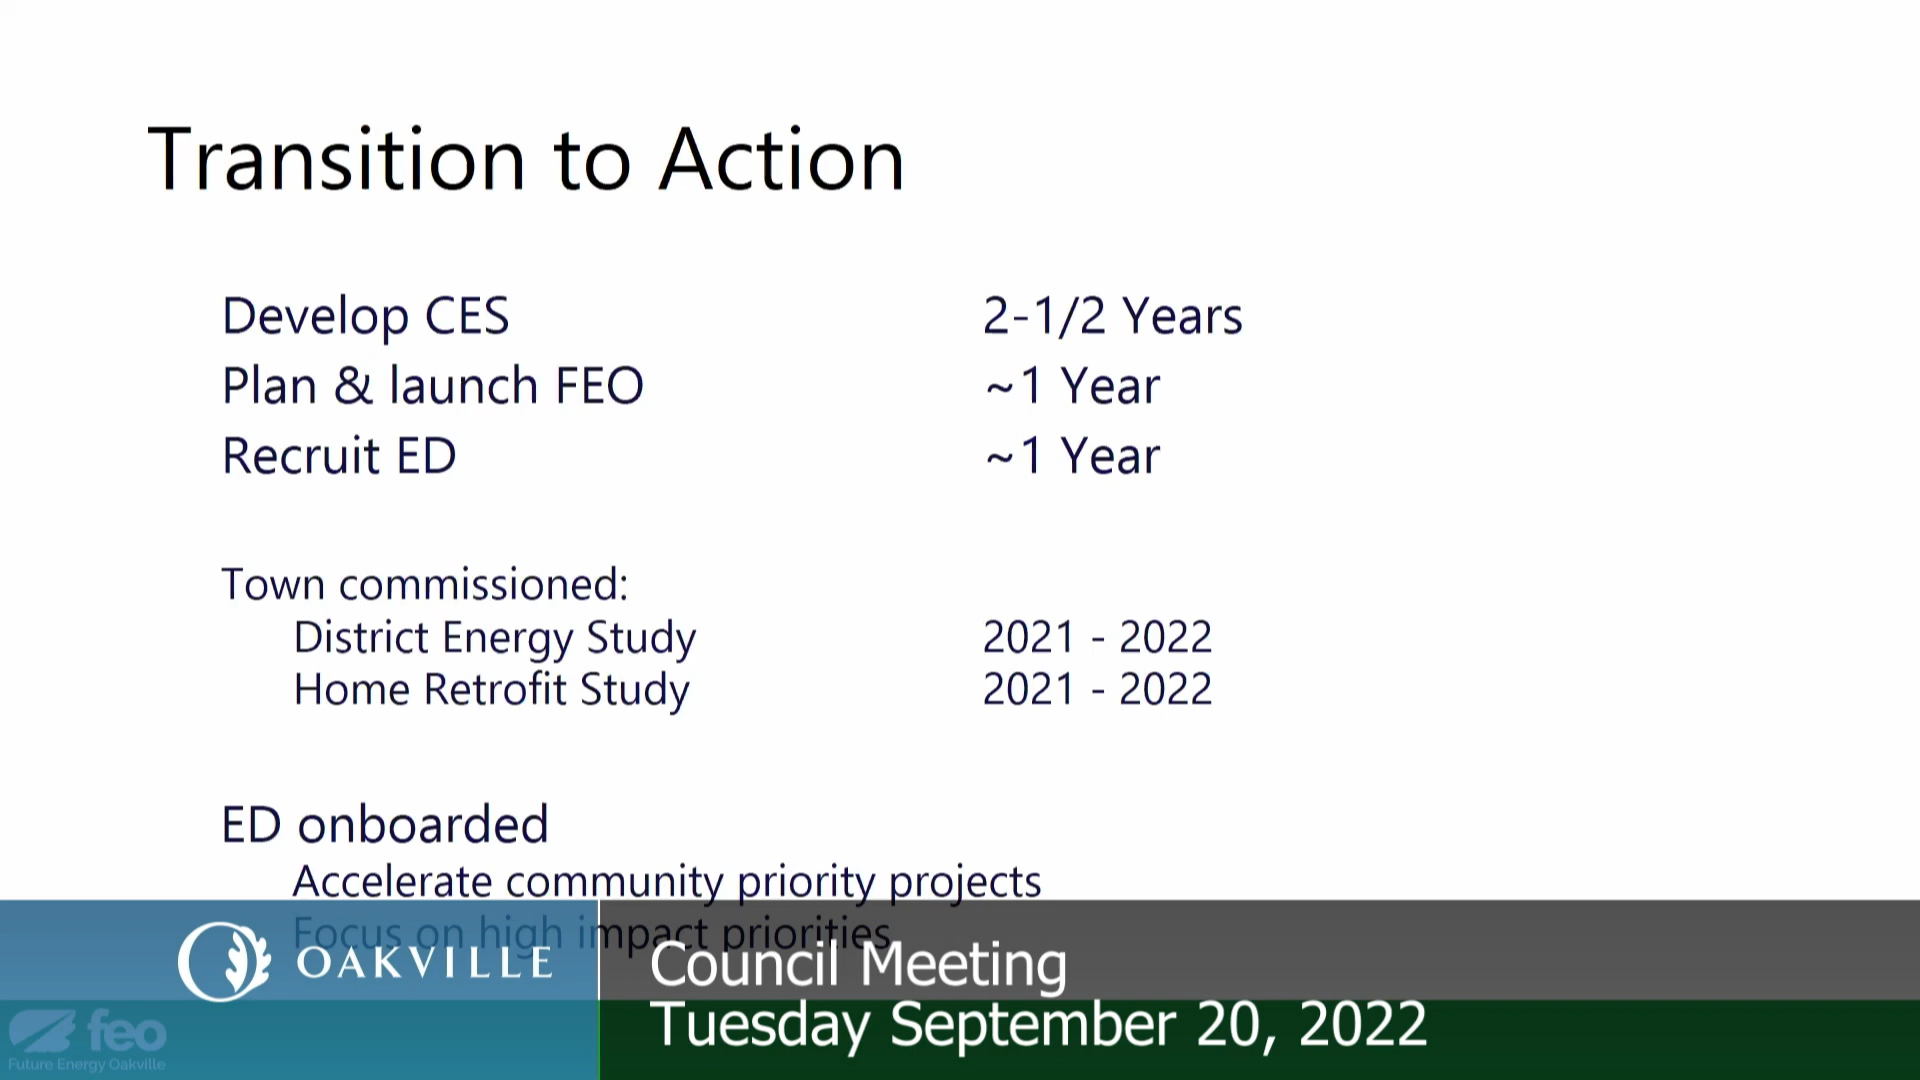 Transition to Action
Develop CES 2-1/2 Years
Plan & launch FEO ~1 Year
Recruit ED ~1 Year
Town commissioned:
District Energy Study 2021 - 2022
Home Retrofit Study 2021 - 2022
ED onboarded
Accelerate community priority projects
Focus on high impact priorities
OAKVILLE
Council Meeting
Tuesday September 20, 2022
feo
Future Energy Oakville